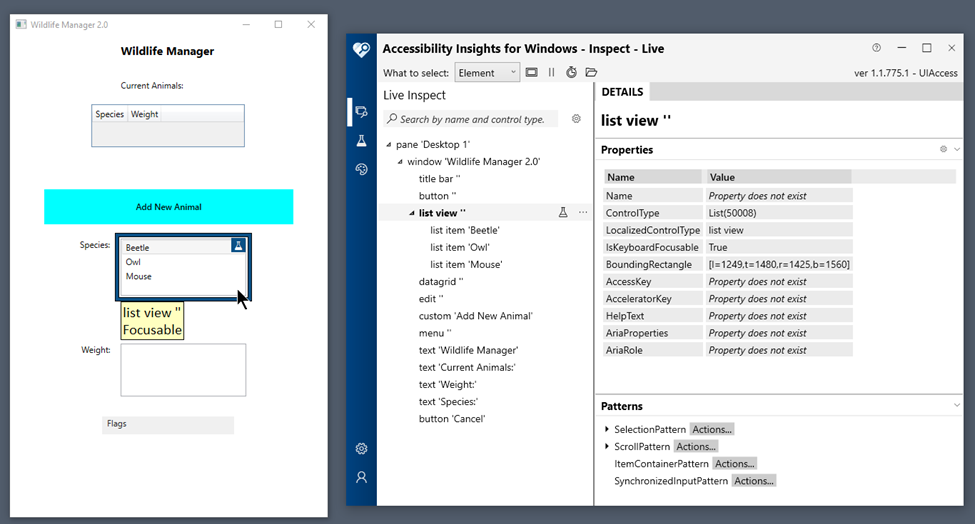 Wildlife Manager 2.0
Wildlife Manager
Current Animals:
Species Weight
Add New Animal
Species:
Beetle
Owl
Mouse
list view ''
Focusable
Weight:
Flags
Accessibility Insights for Windows - Inspect - Live
What to select: Element
ver 1.1.775.1 - UIAccess
Live Inspect
Search by name and control type.
pane 'Desktop 1'
window 'Wildlife Manager 2.0'
title bar ''
button ''
list view ''
list item 'Beetle'
list item 'Owl'
list item 'Mouse'
datagrid ''
edit ''
custom 'Add New Animal'
menu ''
text 'Wildlife Manager'
text 'Current Animals:'
text 'Weight:'
text 'Species:'
button 'Cancel'
DETAILS
list view ''
Properties
Name Value
Name Property does not exist
ControlType List(50008)
LocalizedControlType list view
IsKeyboardFocusable True
BoundingRectangle [l=1249,t=1480,r=1425,b=1560]
AccessKey Property does not exist
AcceleratorKey Property does not exist
HelpText Property does not exist
AriaProperties Property does not exist
AriaRole Property does not exist
Patterns
SelectionPattern Actions...
ScrollPattern Actions...
ItemContainerPattern Actions...
SynchronizedInputPattern Actions...